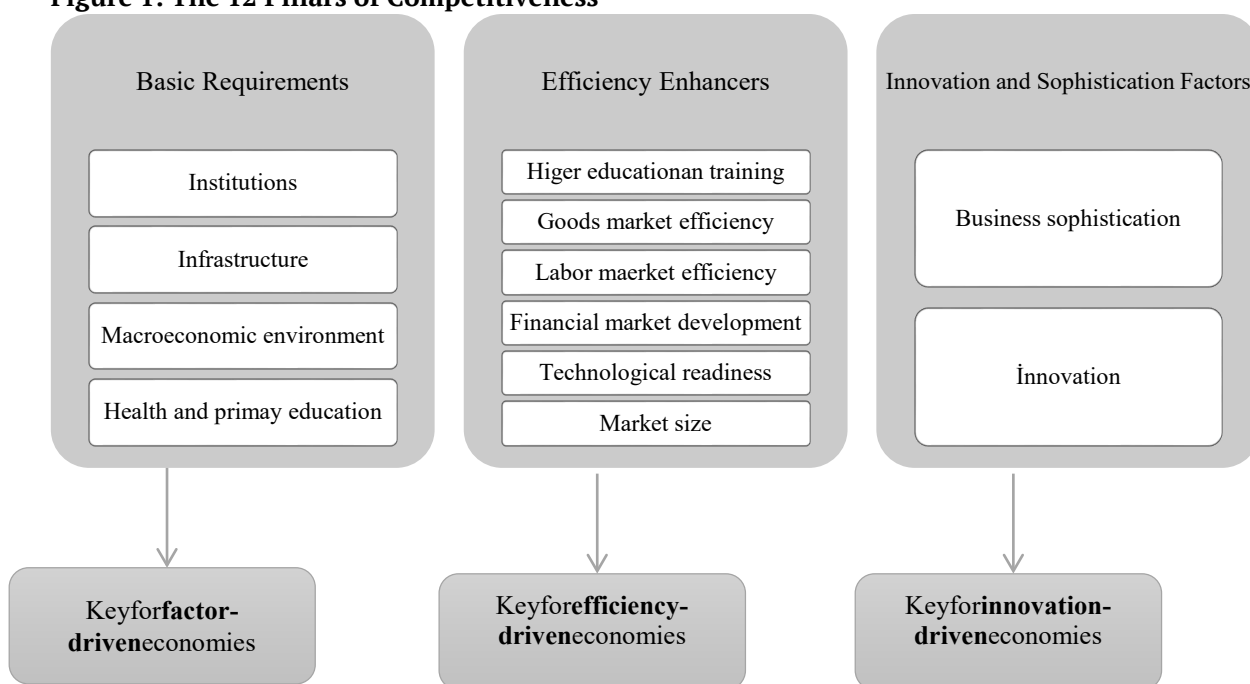 Figure 1: The 12 Pillars of Competitiveness
Basic Requirements
Institutions
Infrastructure
Macroeconomic environment
Health and primay education
Keyforfactor-
driveneconomies
Efficiency Enhancers
Higer educationan training
Goods market efficiency
Labor maerket efficiency
Financial market development
Technological readiness
Market size
Keyforefficiency-
driveneconomies
Innovation and Sophistication Factors
Business sophistication
İnnovation
Keyforinnovation-
driveneconomies